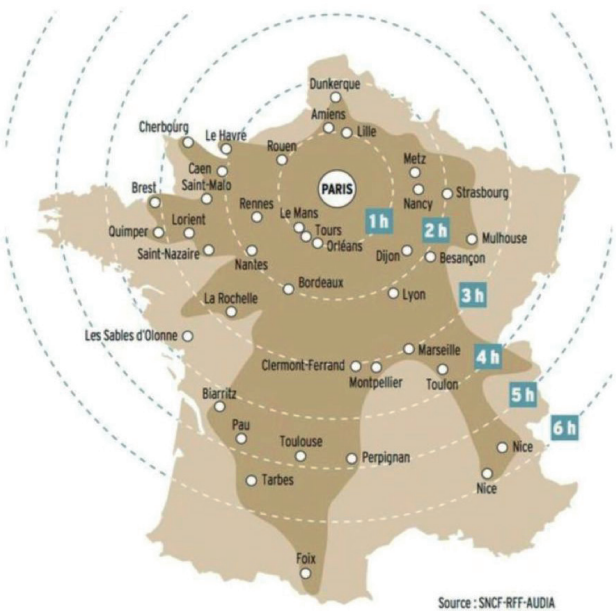 Dunkerque
Amiens
Lille
Cherbourg
Le Havre
Rouen
Metz
Caen
Saint-Malo
PARIS
Nancy
Strasbourg
Brest
Rennes
Le Mans
1 h
Tours
2 h
Quimper
Lorient
Orléans
Mulhouse
Saint-Nazaire
Nantes
Dijon
Besançon
Bordeaux
La Rochelle
Lyon
3 h
Les Sables d'Olonne
Marseille
4 h
Clermont-Ferrand
Montpellier
Toulon
5 h
Biarritz
6 h
Pau
Toulouse
Perpignan
Nice
Tarbes
Nice
Foix
Source : SNCF-RFF-AUDIA